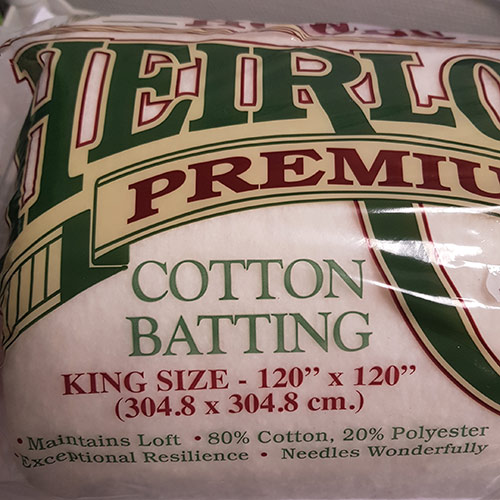 HEIRLO
PREMIU
COTTON
BATTING
KING SIZE - 120” x 120”
(304.8 x 304.8 cm.)
• Maintains Loft • 80% Cotton, 20% Polyester
• Exceptional Resilience • Needles Wonderfully